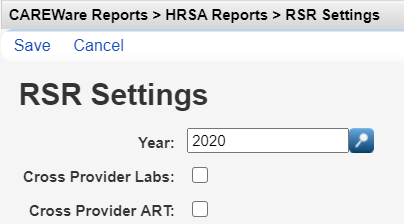 CAREWare Reports > HRSA Reports > RSR Settings
Save Cancel
RSR Settings
Year: 2020
Cross Provider Labs:
Cross Provider ART: